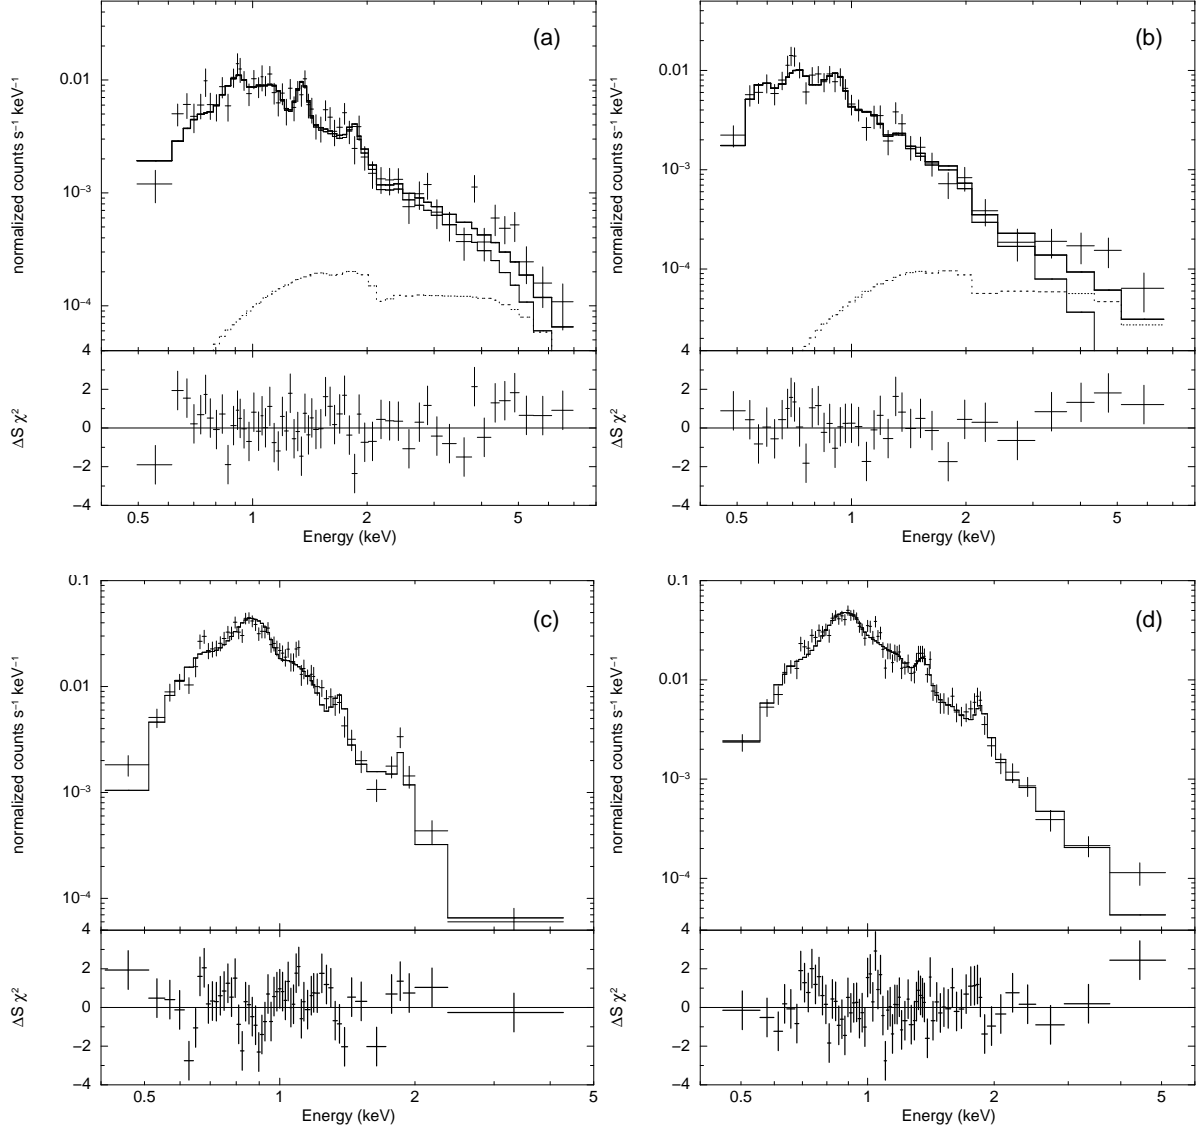 (a)
normalized counts s⁻¹ keV⁻¹
0.01
10⁻³
10⁻⁴
4
ΔS χ²
2
0
−2
−4
0.5 1 2 5
Energy (keV)
(b)
normalized counts s⁻¹ keV⁻¹
0.01
10⁻³
10⁻⁴
4
ΔS χ²
2
0
−2
−4
0.5 1 2 5
Energy (keV)
(c)
normalized counts s⁻¹ keV⁻¹
0.1
0.01
10⁻³
10⁻⁴
4
ΔS χ²
2
0
−2
−4
0.5 1 2 5
Energy (keV)
(d)
normalized counts s⁻¹ keV⁻¹
0.1
0.01
10⁻³
10⁻⁴
4
ΔS χ²
2
0
−2
−4
0.5 1 2 5
Energy (keV)